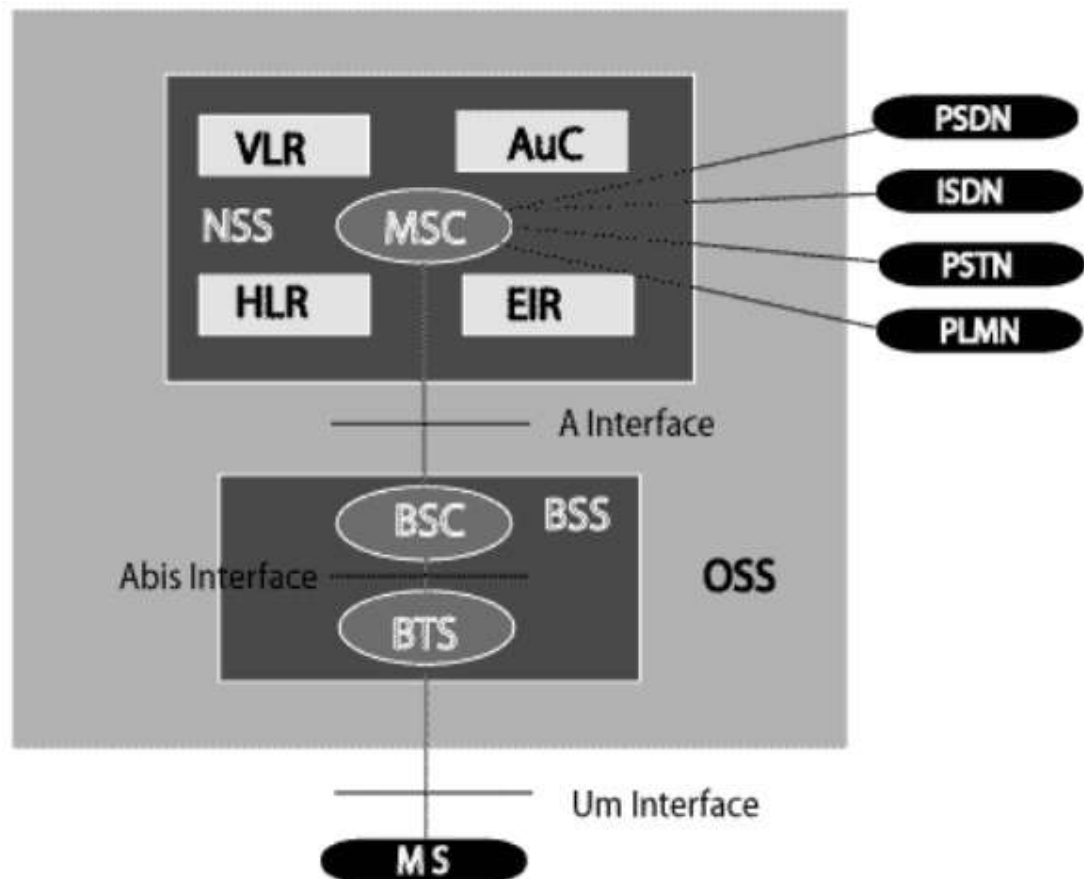 VLR
AuC
PSDN
ISDN
NSS
MSC
PSTN
HLR
EIR
PLMN
A Interface
BSC
BSS
Abis Interface
OSS
BTS
Um Interface
MS